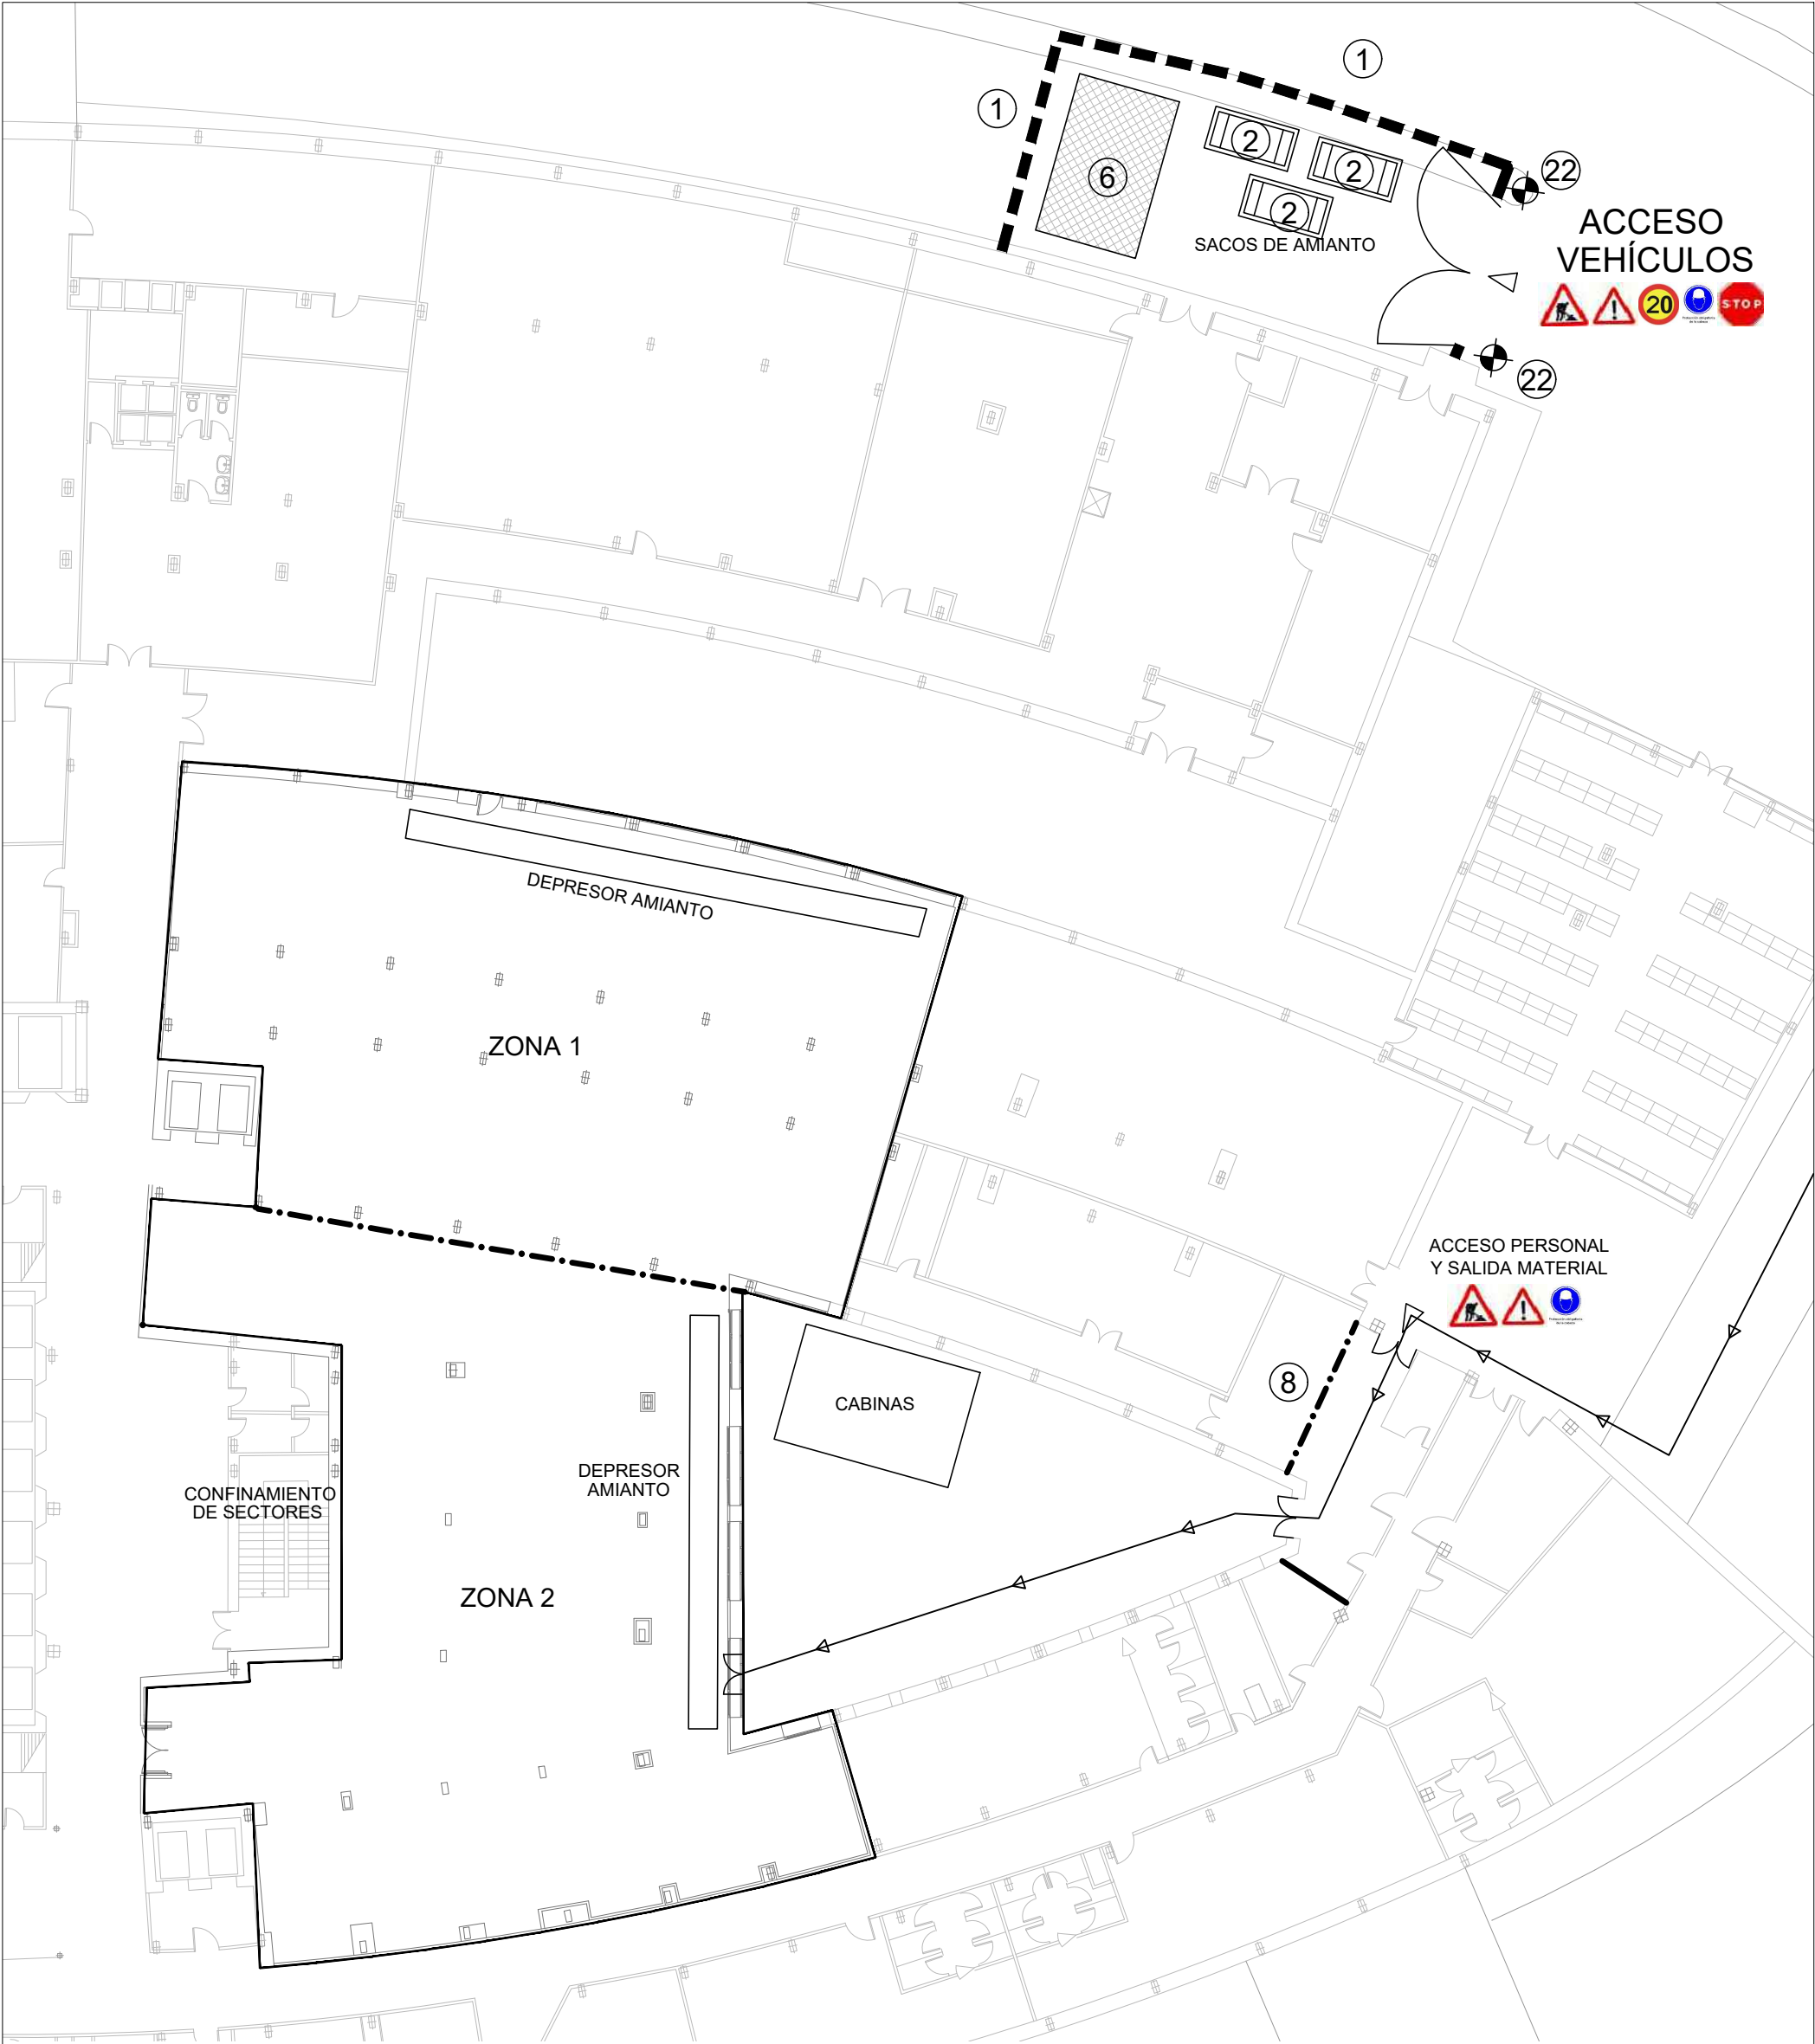 1
1
2
22
2
6
2
ACCESO
VEHÍCULOS
SACOS DE AMIANTO
20
STOP
22
DEPRESOR AMIANTO
ZONA 1
ACCESO PERSONAL
Y SALIDA MATERIAL
8
CABINAS
DEPRESOR
AMIANTO
CONFINAMIENTO
DE SECTORES
ZONA 2